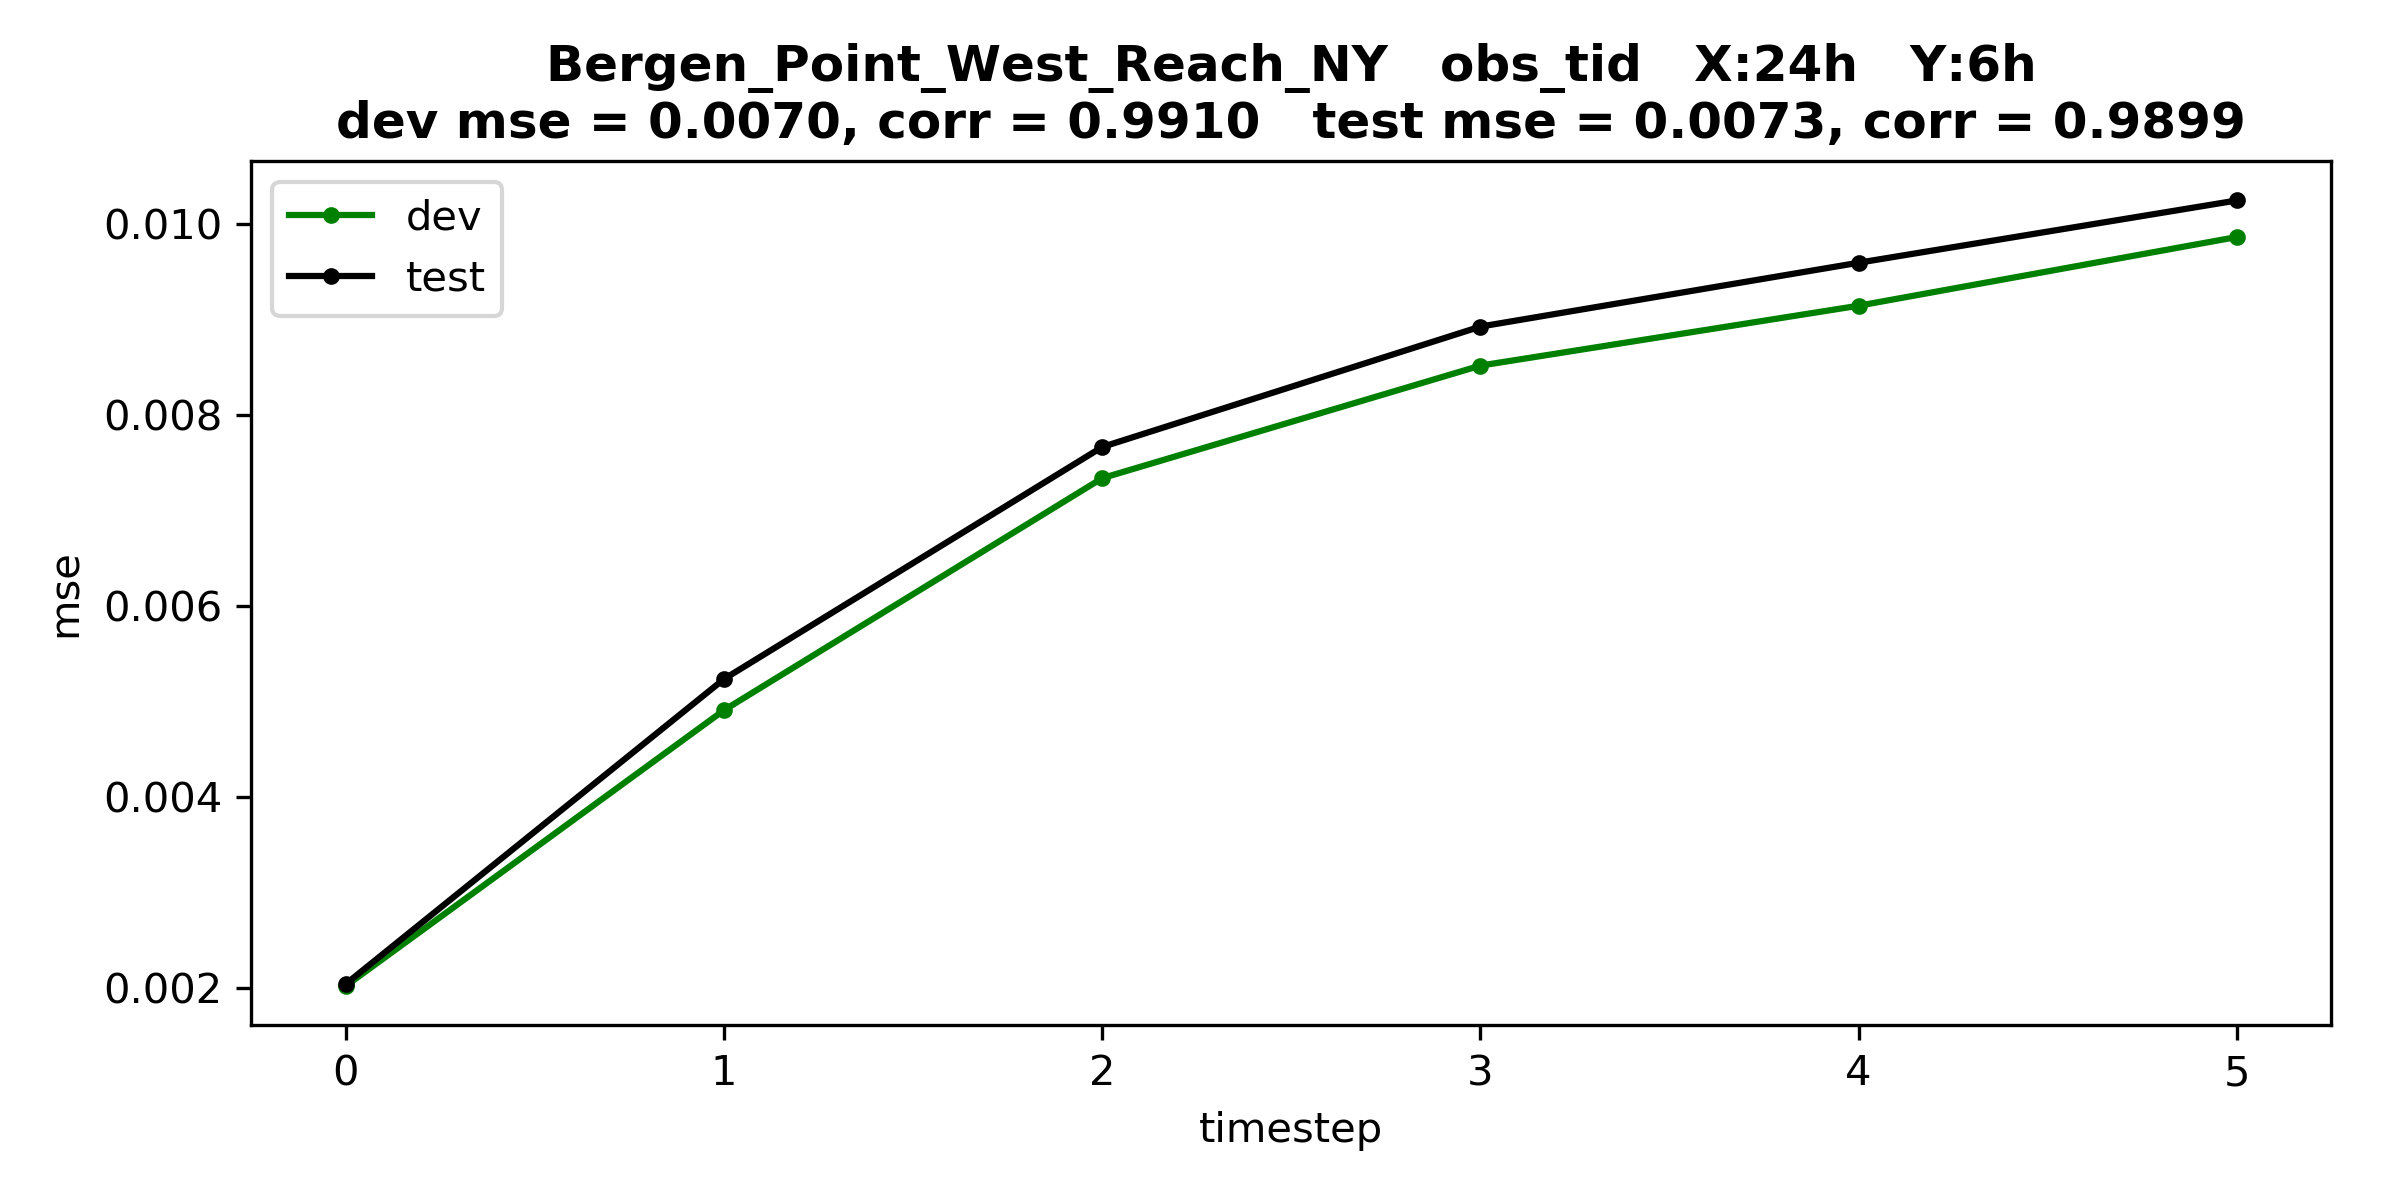 Bergen_Point_West_Reach_NY   obs_tid   X:24h   Y:6h
dev mse = 0.0070, corr = 0.9910   test mse = 0.0073, corr = 0.9899
dev
test
0.010
0.008
0.006
0.004
0.002
mse
0 1 2 3 4 5
timestep